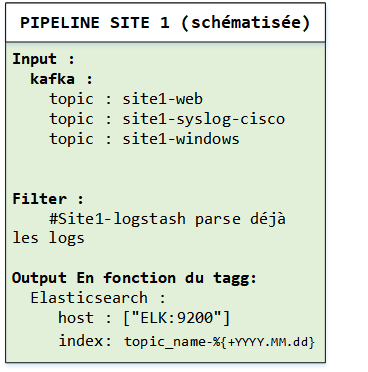 PIPELINE SITE 1 (schématisée)
Input :
kafka :
topic : site1-web
topic : site1-syslog-cisco
topic : site1-windows
Filter :
#Site1-logstash parse déjà
les logs
Output En fonction du tagg:
Elasticsearch :
host : ["ELK:9200"]
index: topic_name-%{+YYYY.MM.dd}